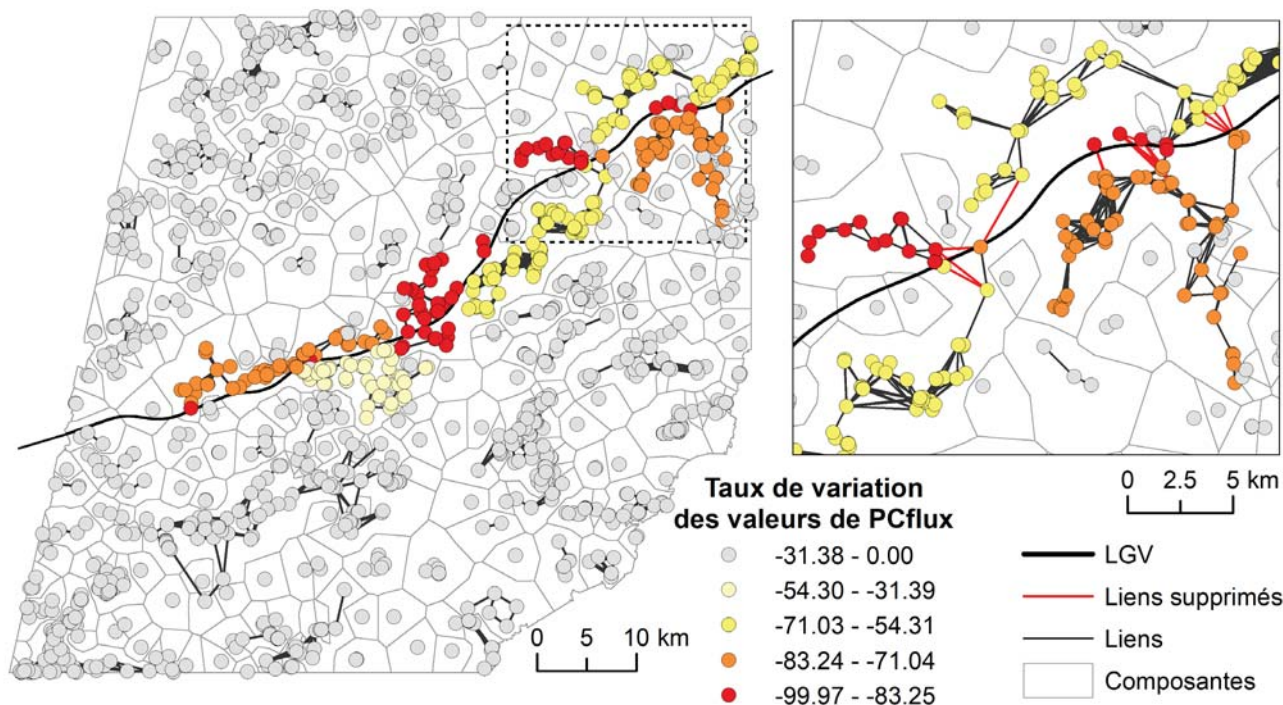 0 2.5 5 km
Taux de variation
des valeurs de PCflux
-31.38 - 0.00
-54.30 - -31.39
-71.03 - -54.31
-83.24 - -71.04
-99.97 - -83.25
0 5 10 km
LGV
Liens supprimés
Liens
Composantes